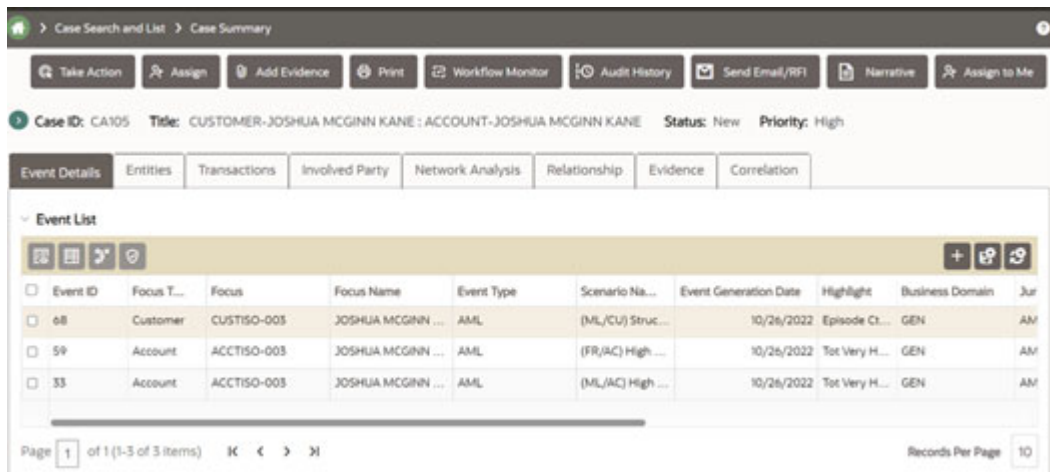 > Case Search and List > Case Summary
Take Action Assign Add Evidence Print Workflow Monitor Audit History Send Email/RFI Narrative Assign to Me
Case ID: CA105 Title: CUSTOMER-JOSHUA MCGINN KANE : ACCOUNT-JOSHUA MCGINN KANE Status: New Priority: High
Event Details Entities Transactions Involved Party Network Analysis Relationship Evidence Correlation
Event List
Event ID Focus T... Focus Focus Name Event Type Scenario Na... Event Generation Date Highlight Business Domain Jur
68 Customer CUSTISO-003 JOSHUA MCGINN ... AML (ML/CU) Struc... 10/26/2022 Episode Ct... GEN AM
59 Account ACCTISO-003 JOSHUA MCGINN ... AML (FR/AC) High ... 10/26/2022 Tot Very H... GEN AM
33 Account ACCTISO-003 JOSHUA MCGINN ... AML (ML/AC) High ... 10/26/2022 Tot Very H... GEN AM
Page 1 of 1 (1-3 of 3 items) Records Per Page 10